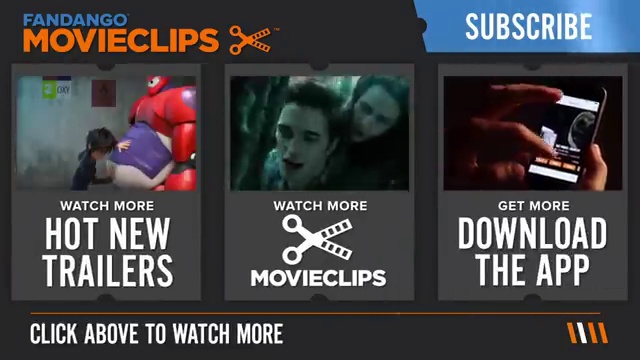 FANDANGO
MOVIECLIPS
SUBSCRIBE
WATCH MORE
HOT NEW
TRAILERS
WATCH MORE
MOVIECLIPS
GET MORE
DOWNLOAD
THE APP
CLICK ABOVE TO WATCH MORE